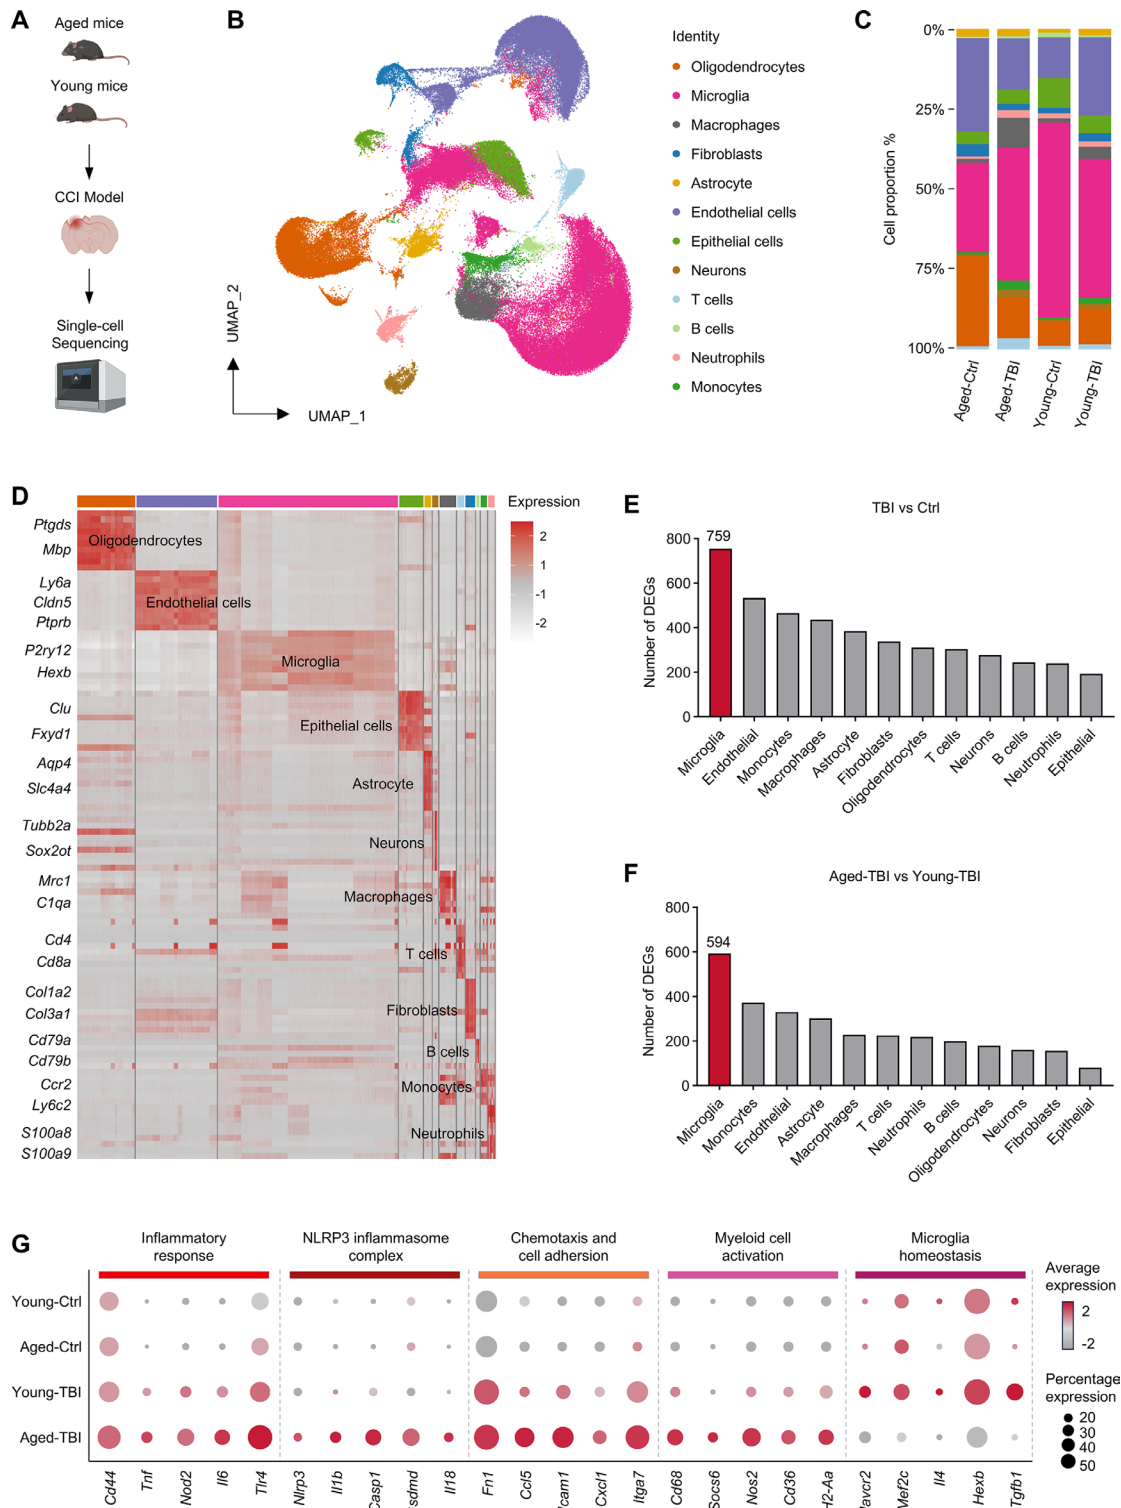 A
Aged mice
Young mice
CCI Model
Single-cell
Sequencing
B
UMAP_2
UMAP_1
Identity
Oligodendrocytes
Microglia
Macrophages
Fibroblasts
Astrocyte
Endothelial cells
Epithelial cells
Neurons
T cells
B cells
Neutrophils
Monocytes
C
Cell proportion %
0%
25%
50%
75%
100%
Aged-Ctrl
Aged-TBI
Young-Ctrl
Young-TBI
D
Ptgds
Mbp
Ly6a
Cldn5
Ptprb
P2ry12
Hexb
Clu
Fxyd1
Aqp4
Slc4a4
Tubb2a
Sox2ot
Mrc1
C1qa
Cd4
Cd8a
Col1a2
Col3a1
Cd79a
Cd79b
Ccr2
Ly6c2
S100a8
S100a9
Oligodendrocytes
Endothelial cells
Microglia
Epithelial cells
Astrocyte
Neurons
Macrophages
T cells
Fibroblasts
B cells
Monocytes
Neutrophils
Expression
2
1
-1
-2
E
TBI vs Ctrl
Number of DEGs
800
600
400
200
0
759
Microglia
Endothelial
Monocytes
Macrophages
Astrocyte
Fibroblasts
Oligodendrocytes
T cells
Neurons
B cells
Neutrophils
Epithelial
F
Aged-TBI vs Young-TBI
Number of DEGs
800
600
400
200
0
594
Microglia
Monocytes
Endothelial
Astrocyte
Macrophages
T cells
Neutrophils
B cells
Oligodendrocytes
Neurons
Fibroblasts
Epithelial
G
Inflammatory
response
NLRP3 inflammasome
complex
Chemotaxis and
cell adhersion
Myeloid cell
activation
Microglia
homeostasis
Young-Ctrl
Aged-Ctrl
Young-TBI
Aged-TBI
Cd44
Tnf
Nod2
Il6
Tlr4
Nlrp3
Il1b
Casp1
Il18
Fn1
Ccl5
Cxcl1
Itga7
Cd68
Socs6
Nos2
Cd36
H2-Aa
Mef2c
Il4
Hexb
Tgfb1
Average
expression
2
-2
Percentage
expression
20
30
40
50